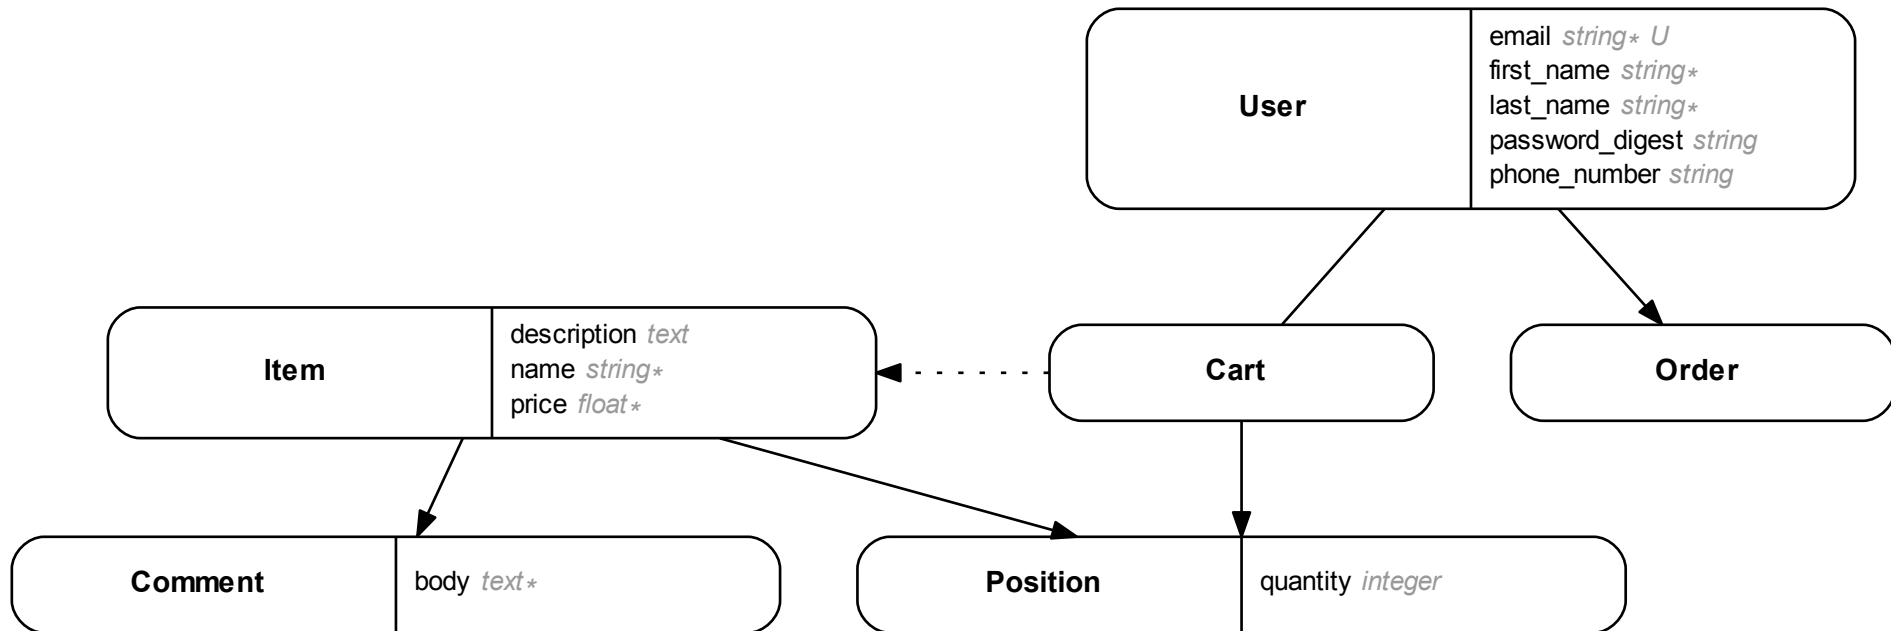 User
email string* U
first_name string*
last_name string*
password_digest string
phone_number string
Item
description text
name string*
price float*
Cart
Order
Comment
body text*
Position
quantity integer